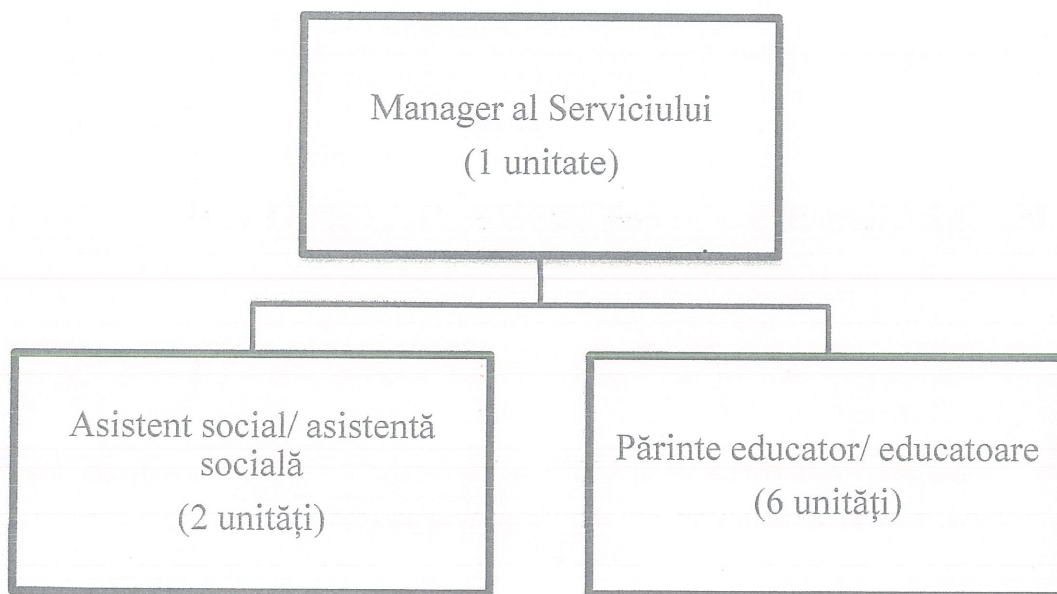 Manager al Serviciului
(1 unitate)
Asistent social/ asistentă
socială
(2 unități)
Părinte educator/ educatoare
(6 unități)